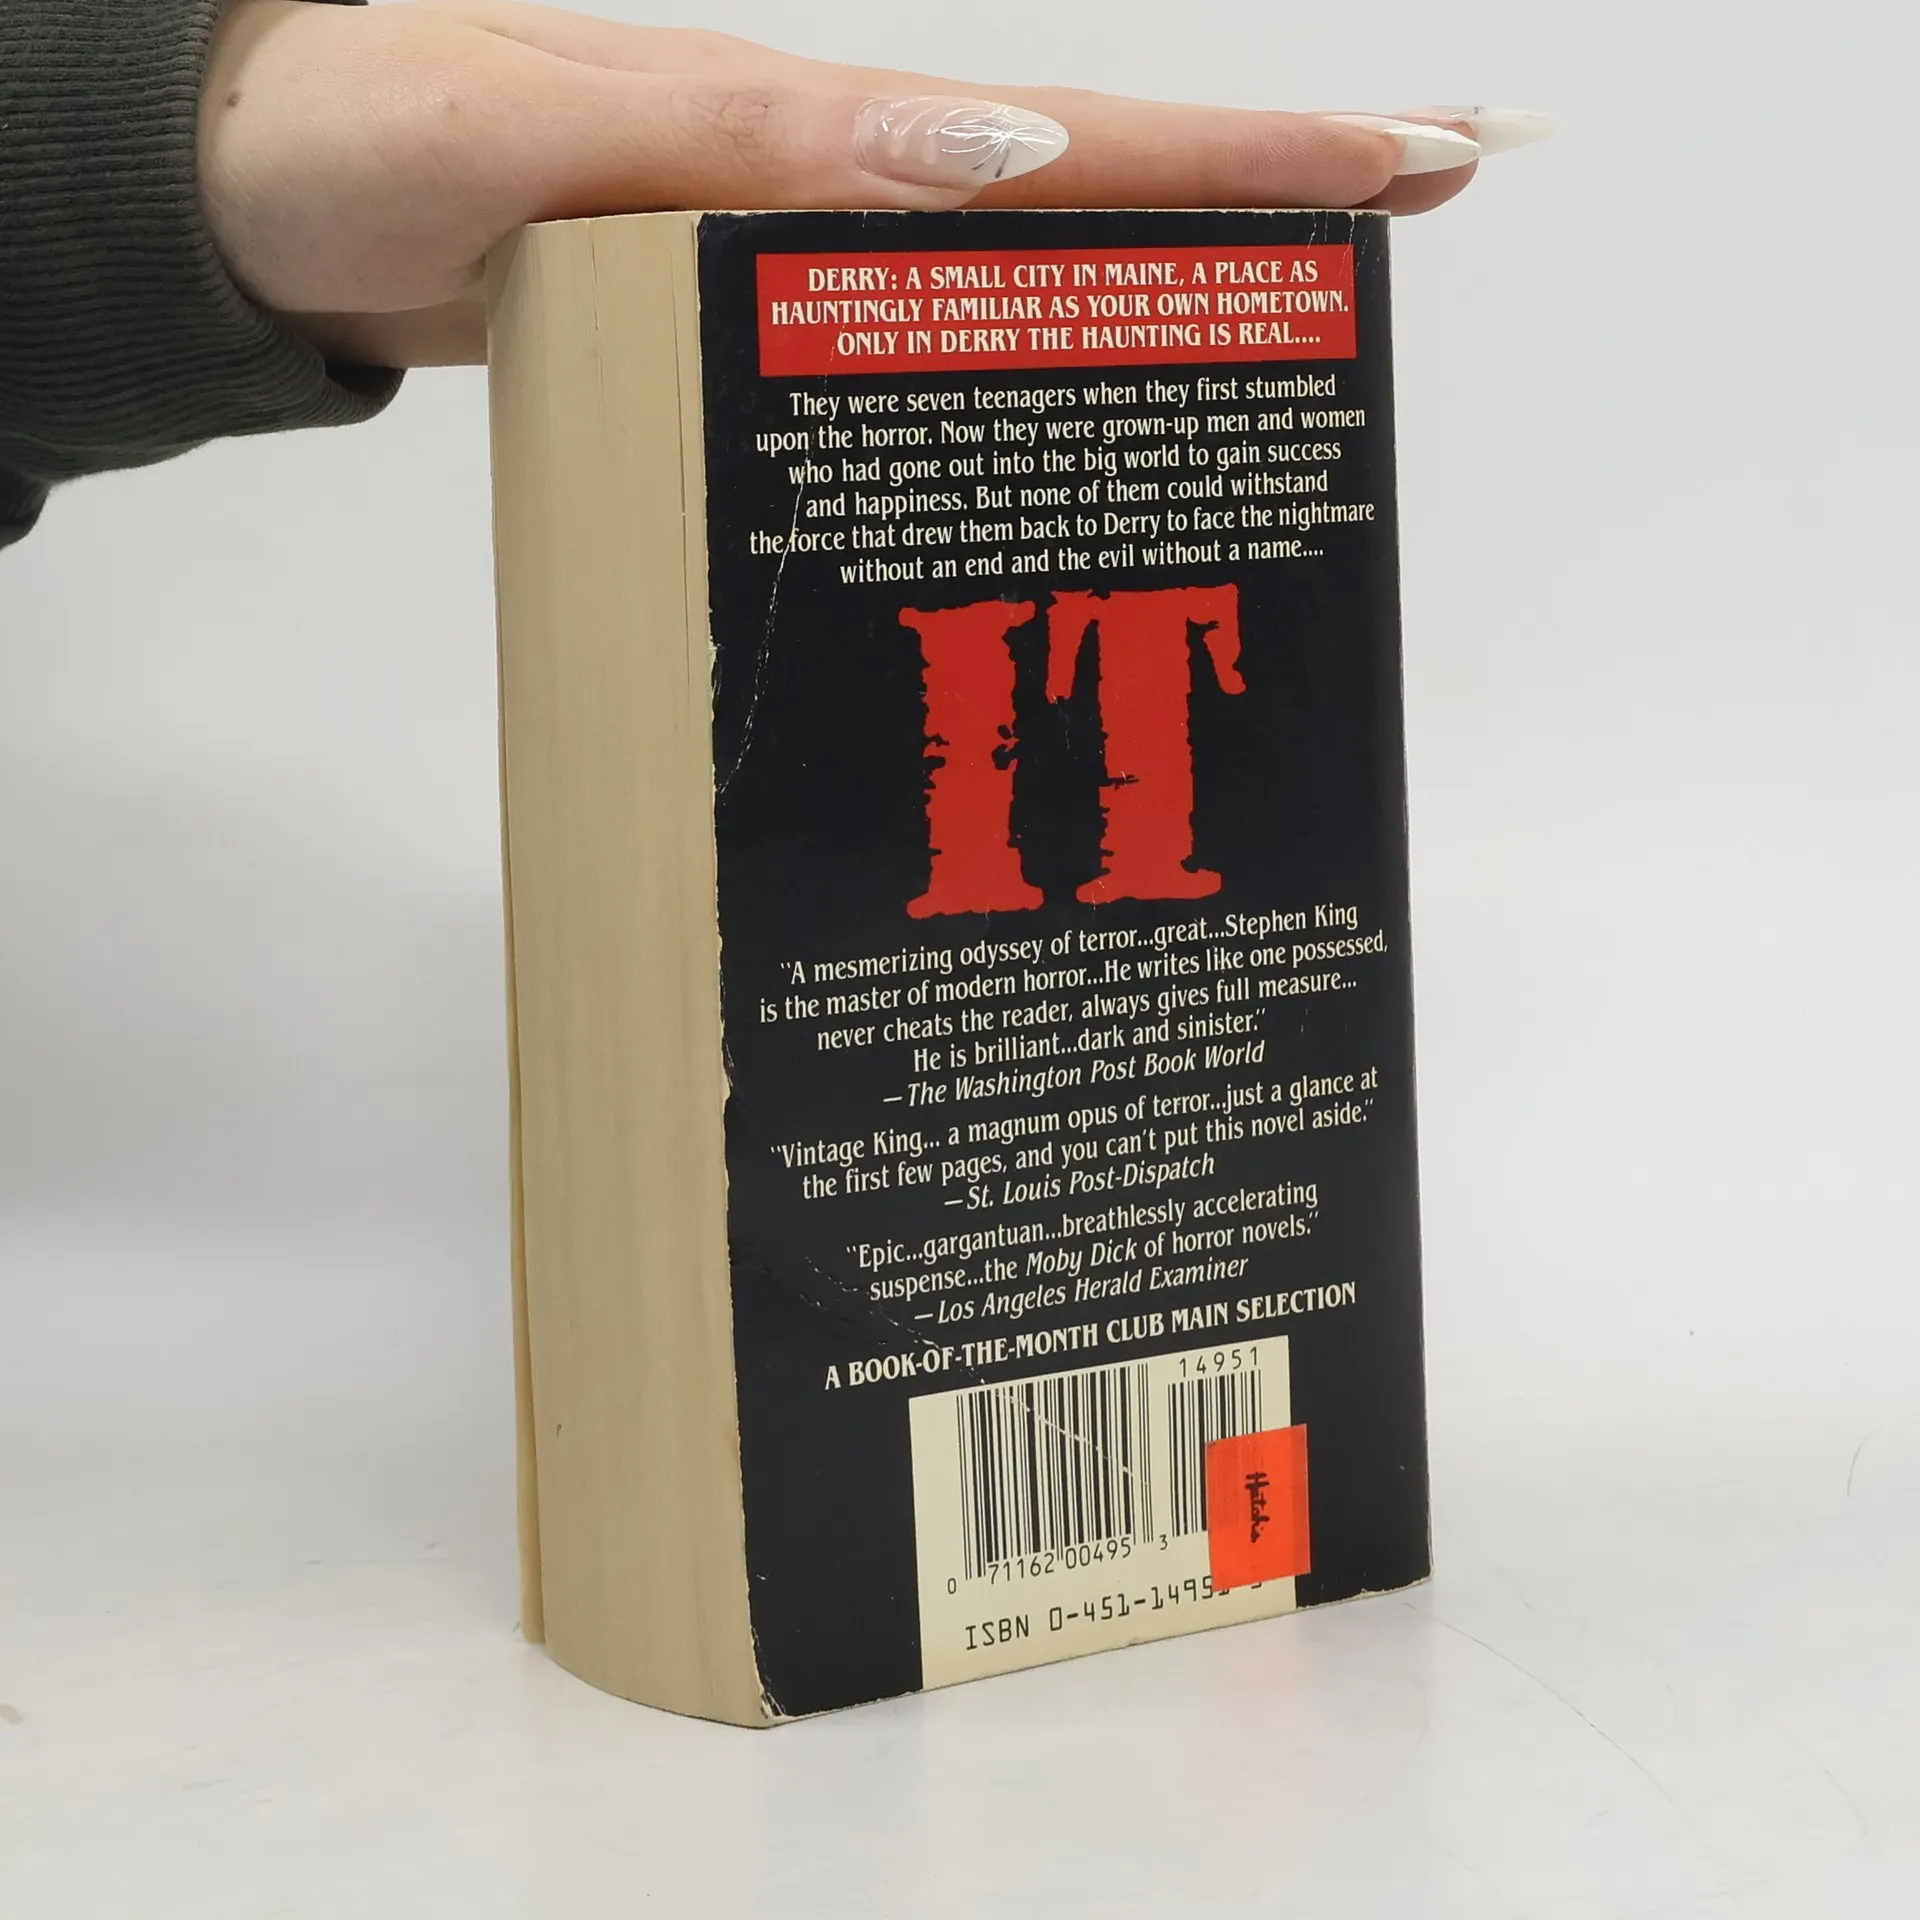 DERRY: A SMALL CITY IN MAINE, A PLACE AS
HAUNTINGLY FAMILIAR AS YOUR OWN HOMETOWN.
ONLY IN DERRY THE HAUNTING IS REAL....
They were seven teenagers when they first stumbled
upon the horror. Now they were grown-up men and women
who had gone out into the big world to gain success
and happiness. But none of them could withstand
the force that drew them back to Derry to face the nightmare
without an end and the evil without a name....
IT
"A mesmerizing odyssey of terror...great...Stephen King
is the master of modern horror...He writes like one possessed,
never cheats the reader, always gives full measure...
He is brilliant...dark and sinister."
—The Washington Post Book World
"Vintage King... a magnum opus of terror...just a glance at
the first few pages, and you can't put this novel aside."
—St. Louis Post-Dispatch
"Epic...gargantuan...breathlessly accelerating
suspense...the Moby Dick of horror novels."
—Los Angeles Herald Examiner
A BOOK-OF-THE-MONTH CLUB MAIN SELECTION
14951
0 71162 00495 3
ISBN 0-451-14951